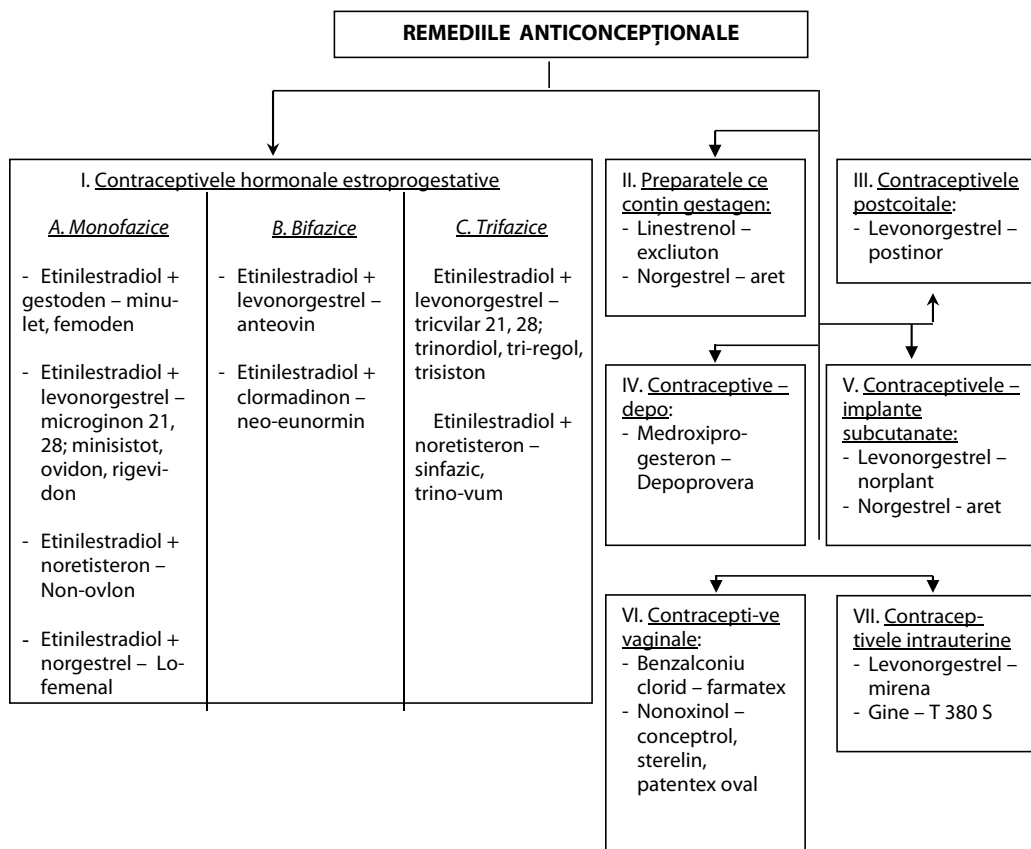 REMEDIILE ANTICONCEPȚIONALE
I. Contraceptivele hormonale estroprogestative
A. Monofazice
- Etinilestradiol +
gestoden – minu-
let, femoden
- Etinilestradiol +
levonorgestrel –
microginon 21,
28; minisistot,
ovidon, rigevi-
don
- Etinilestradiol +
noretisteron –
Non-ovlon
- Etinilestradiol +
norgestrel – Lo-
femenal
B. Bifazice
- Etinilestradiol +
levonorgestrel –
anteovin
- Etinilestradiol +
clormadinon –
neo-eunormin
C. Trifazice
Etinilestradiol +
levonorgestrel –
tricvilar 21, 28;
trinordiol, tri-regol,
trisiston
Etinilestradiol +
noretisteron –
sinfazic,
trino-vum
II. Preparatele ce
conțin gestagen:
- Linestrenol –
excliuton
- Norgestrel – aret
III. Contraceptivele
postcoitale:
- Levonorgestrel –
postinor
IV. Contraceptive –
depo:
- Medroxipro-
gesteron –
Depoprovera
V. Contraceptivele –
implante
subcutanate:
- Levonorgestrel –
norplant
- Norgestrel - aret
VI. Contracepti-ve
vaginale:
- Benzalconiu
clorid – farmatex
- Nonoxinol –
conceptrol,
sterelin,
patentex oval
VII. Contracep-
tivele intrauterine
- Levonorgestrel –
mirena
- Gine – T 380 S